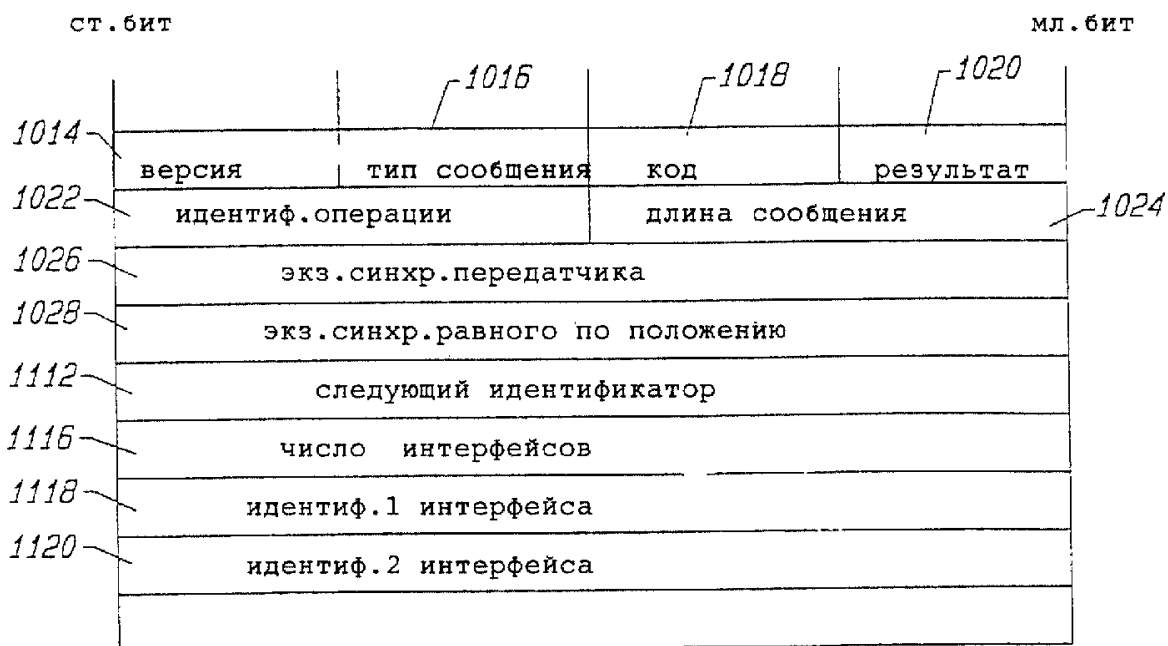 ст.бит мл.бит
1016 1018 1020
1014
версия тип сообщения код результат
1022 идентиф.операции длина сообщения 1024
1026 экз.синхр.передатчика
1028 экз.синхр.равного по положению
1112 следующий идентификатор
1116 число интерфейсов
1118 идентиф.1 интерфейса
1120 идентиф.2 интерфейса